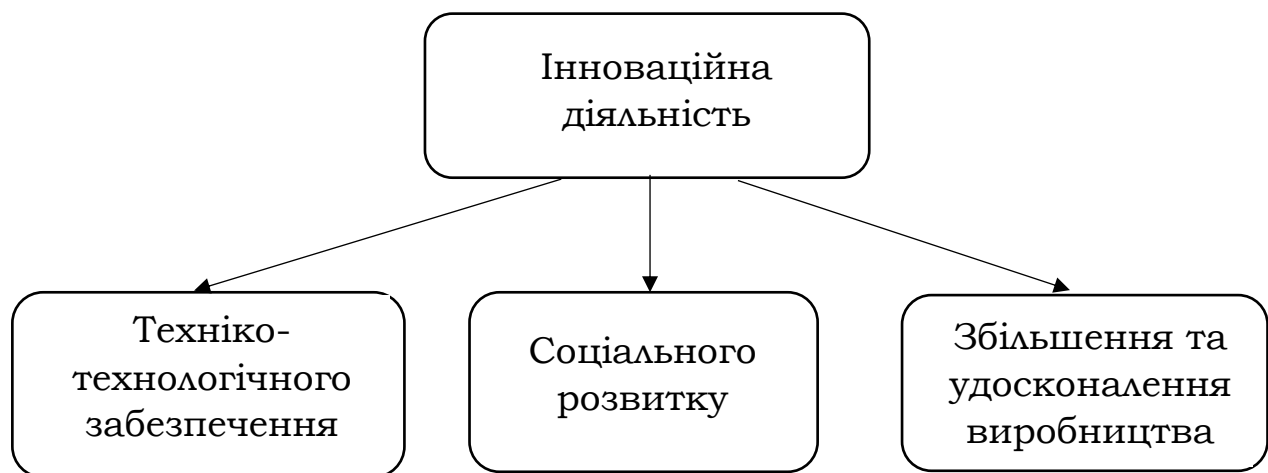 Інноваційна
діяльність
Техніко-
технологічного
забезпечення
Соціального
розвитку
Збільшення та
удосконалення
виробництва